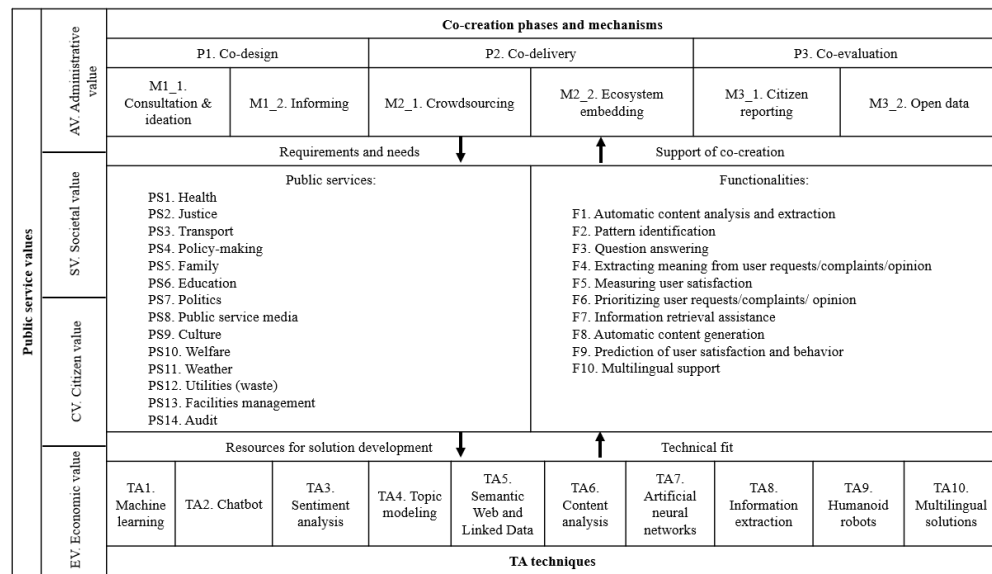 Co-creation phases and mechanisms
P1. Co-design
P2. Co-delivery
P3. Co-evaluation
M1_1.
Consultation &
ideation
M1_2. Informing
M2_1. Crowdsourcing
M2_2. Ecosystem
embedding
M3_1. Citizen
reporting
M3_2. Open data
Requirements and needs
Support of co-creation
Public service values
AV. Administrative
value
SV. Societal value
CV. Citizen value
EV. Economic value
Public services:
PS1. Health
PS2. Justice
PS3. Transport
PS4. Policy-making
PS5. Family
PS6. Education
PS7. Politics
PS8. Public service media
PS9. Culture
PS10. Welfare
PS11. Weather
PS12. Utilities (waste)
PS13. Facilities management
PS14. Audit
Functionalities:
F1. Automatic content analysis and extraction
F2. Pattern identification
F3. Question answering
F4. Extracting meaning from user requests/complaints/opinion
F5. Measuring user satisfaction
F6. Prioritizing user requests/complaints/ opinion
F7. Information retrieval assistance
F8. Automatic content generation
F9. Prediction of user satisfaction and behavior
F10. Multilingual support
Resources for solution development
Technical fit
TA1.
Machine
learning
TA2. Chatbot
TA3.
Sentiment
analysis
TA4. Topic
modeling
TA5.
Semantic
Web and
Linked Data
TA6.
Content
analysis
TA7.
Artificial
neural
networks
TA8.
Information
extraction
TA9.
Humanoid
robots
TA10.
Multilingual
solutions
TA techniques